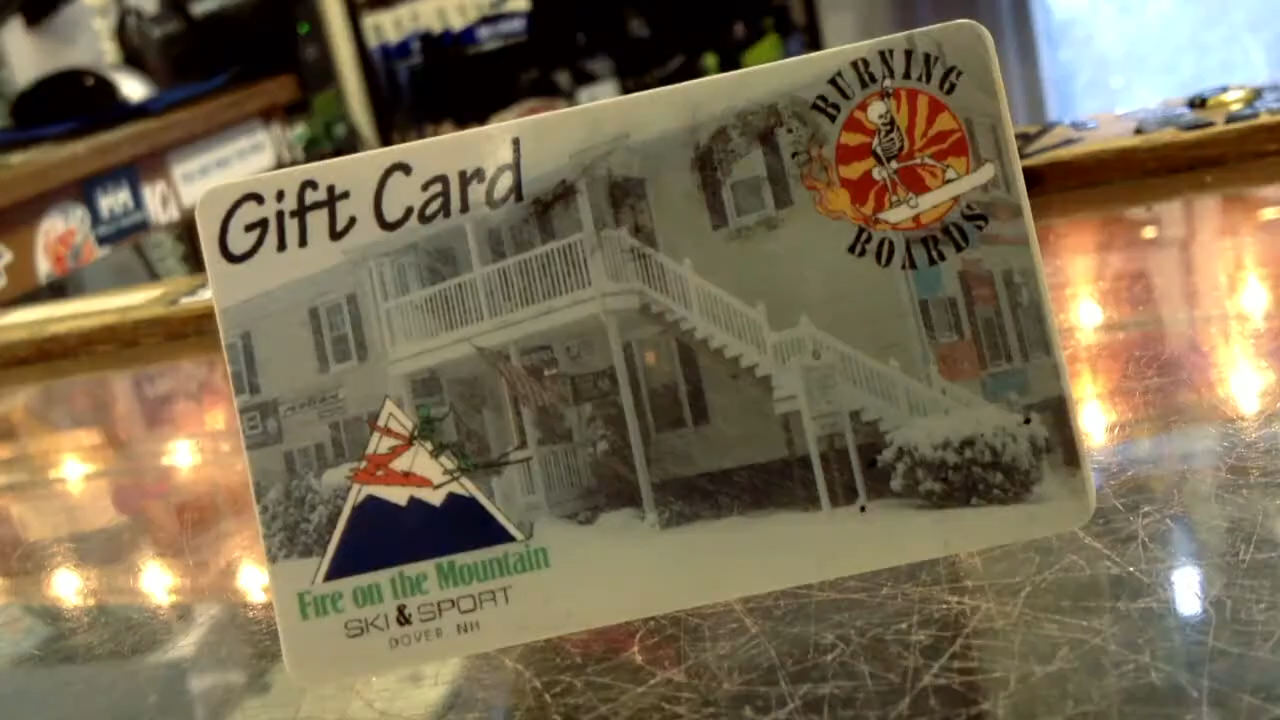 Gift Card
BURNING
BOARDS
Fire on the Mountain
SKI & SPORT
DOVER, NH